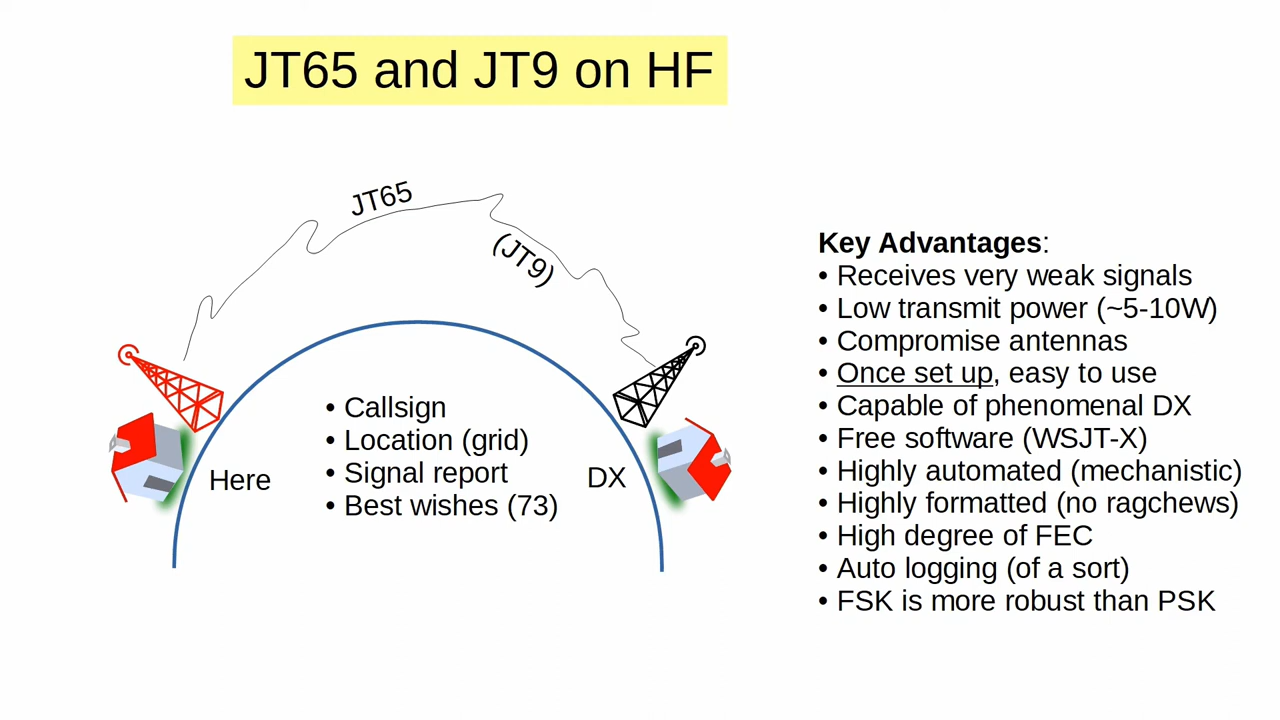 JT65 and JT9 on HF
JT65
(JT9)
Here
• Callsign
• Location (grid)
• Signal report
• Best wishes (73)
DX
Key Advantages:
• Receives very weak signals
• Low transmit power (~5-10W)
• Compromise antennas
• Once set up, easy to use
• Capable of phenomenal DX
• Free software (WSJT-X)
• Highly automated (mechanistic)
• Highly formatted (no ragchews)
• High degree of FEC
• Auto logging (of a sort)
• FSK is more robust than PSK